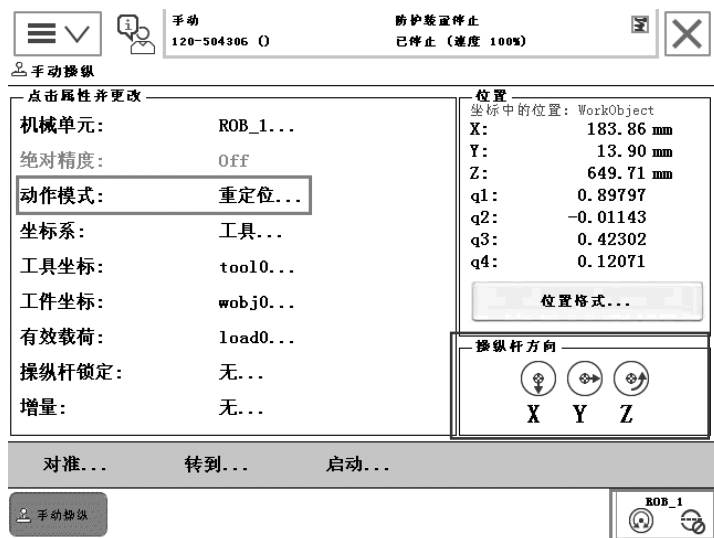 手动
120-504306 ()
防护装置停止
已停止 (速度 100%)
手动操纵
点击属性并更改
机械单元: ROB_1...
绝对精度: Off
动作模式: 重定位...
坐标系: 工具...
工具坐标: tool0...
工件坐标: wobj0...
有效载荷: load0...
操纵杆锁定: 无...
增量: 无...
位置
坐标中的位置: WorkObject
X: 183.86 mm
Y: 13.90 mm
Z: 649.71 mm
q1: 0.89797
q2: -0.01143
q3: 0.42302
q4: 0.12071
位置格式...
操纵杆方向
X Y Z
对准... 转到... 启动...
手动操纵
ROB_1